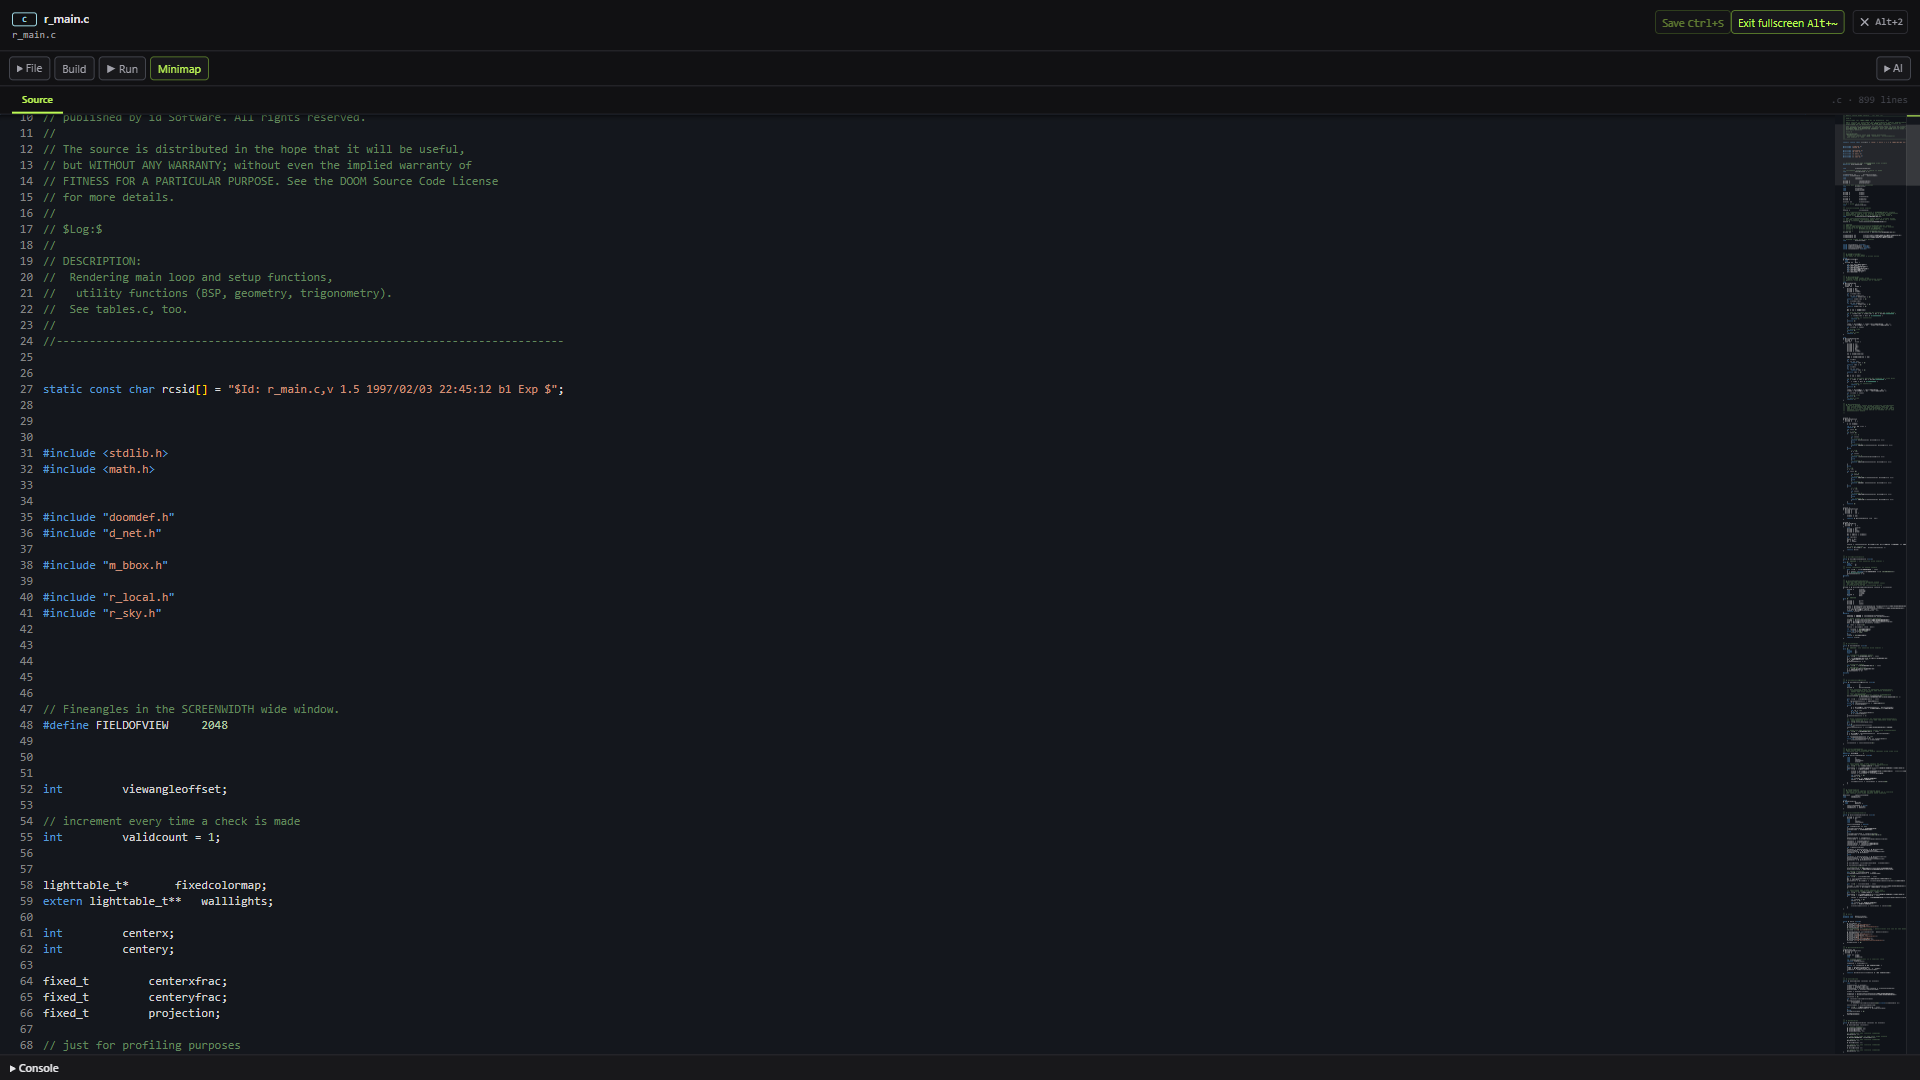 C r_main.c
r_main.c
Save Ctrl+S Exit fullscreen Alt+~ ✕ Alt+2
▶ File Build ▶ Run Minimap ▶ AI
Source .c · 899 lines
10 // published by id Software. All rights reserved.
11 //
12 // The source is distributed in the hope that it will be useful,
13 // but WITHOUT ANY WARRANTY; without even the implied warranty of
14 // FITNESS FOR A PARTICULAR PURPOSE. See the DOOM Source Code License
15 // for more details.
16 //
17 // $Log:$
18 //
19 // DESCRIPTION:
20 //  Rendering main loop and setup functions,
21 //   utility functions (BSP, geometry, trigonometry).
22 //  See tables.c, too.
23 //
24 //-----------------------------------------------------------------------------
25
26
27 static const char rcsid[] = "$Id: r_main.c,v 1.5 1997/02/03 22:45:12 b1 Exp $";
28
29
30
31 #include <stdlib.h>
32 #include <math.h>
33
34
35 #include "doomdef.h"
36 #include "d_net.h"
37
38 #include "m_bbox.h"
39
40 #include "r_local.h"
41 #include "r_sky.h"
42
43
44
45
46
47 // Fineangles in the SCREENWIDTH wide window.
48 #define FIELDOFVIEW     2048
49
50
51
52 int         viewangleoffset;
53
54 // increment every time a check is made
55 int         validcount = 1;
56
57
58 lighttable_t*       fixedcolormap;
59 extern lighttable_t**   walllights;
60
61 int         centerx;
62 int         centery;
63
64 fixed_t         centerxfrac;
65 fixed_t         centeryfrac;
66 fixed_t         projection;
67
68 // just for profiling purposes
▶ Console